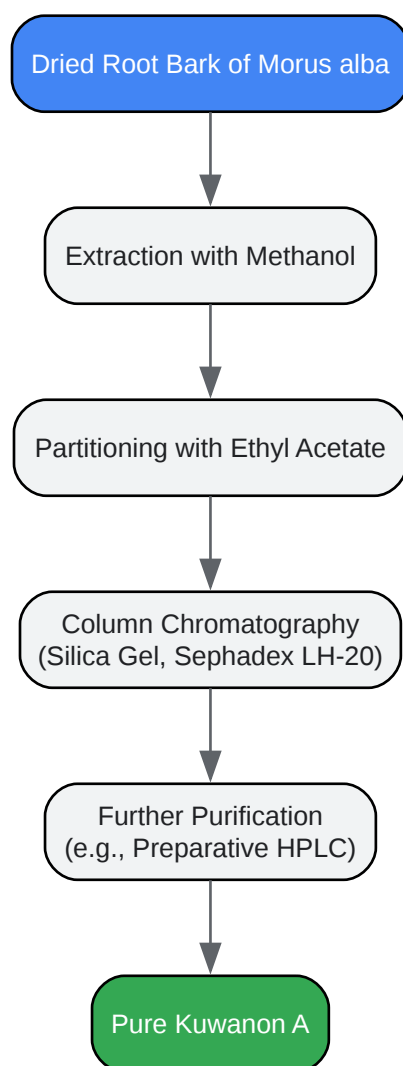 Dried Root Bark of Morus alba
Extraction with Methanol
Partitioning with Ethyl Acetate
Column Chromatography
(Silica Gel, Sephadex LH-20)
Further Purification
(e.g., Preparative HPLC)
Pure Kuwanon A